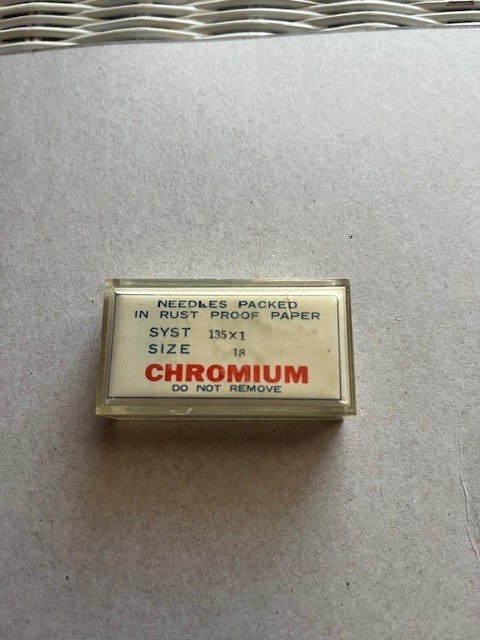 NEEDLES PACKED
IN RUST PROOF PAPER
SYST 135×1
SIZE 18
CHROMIUM
DO NOT REMOVE